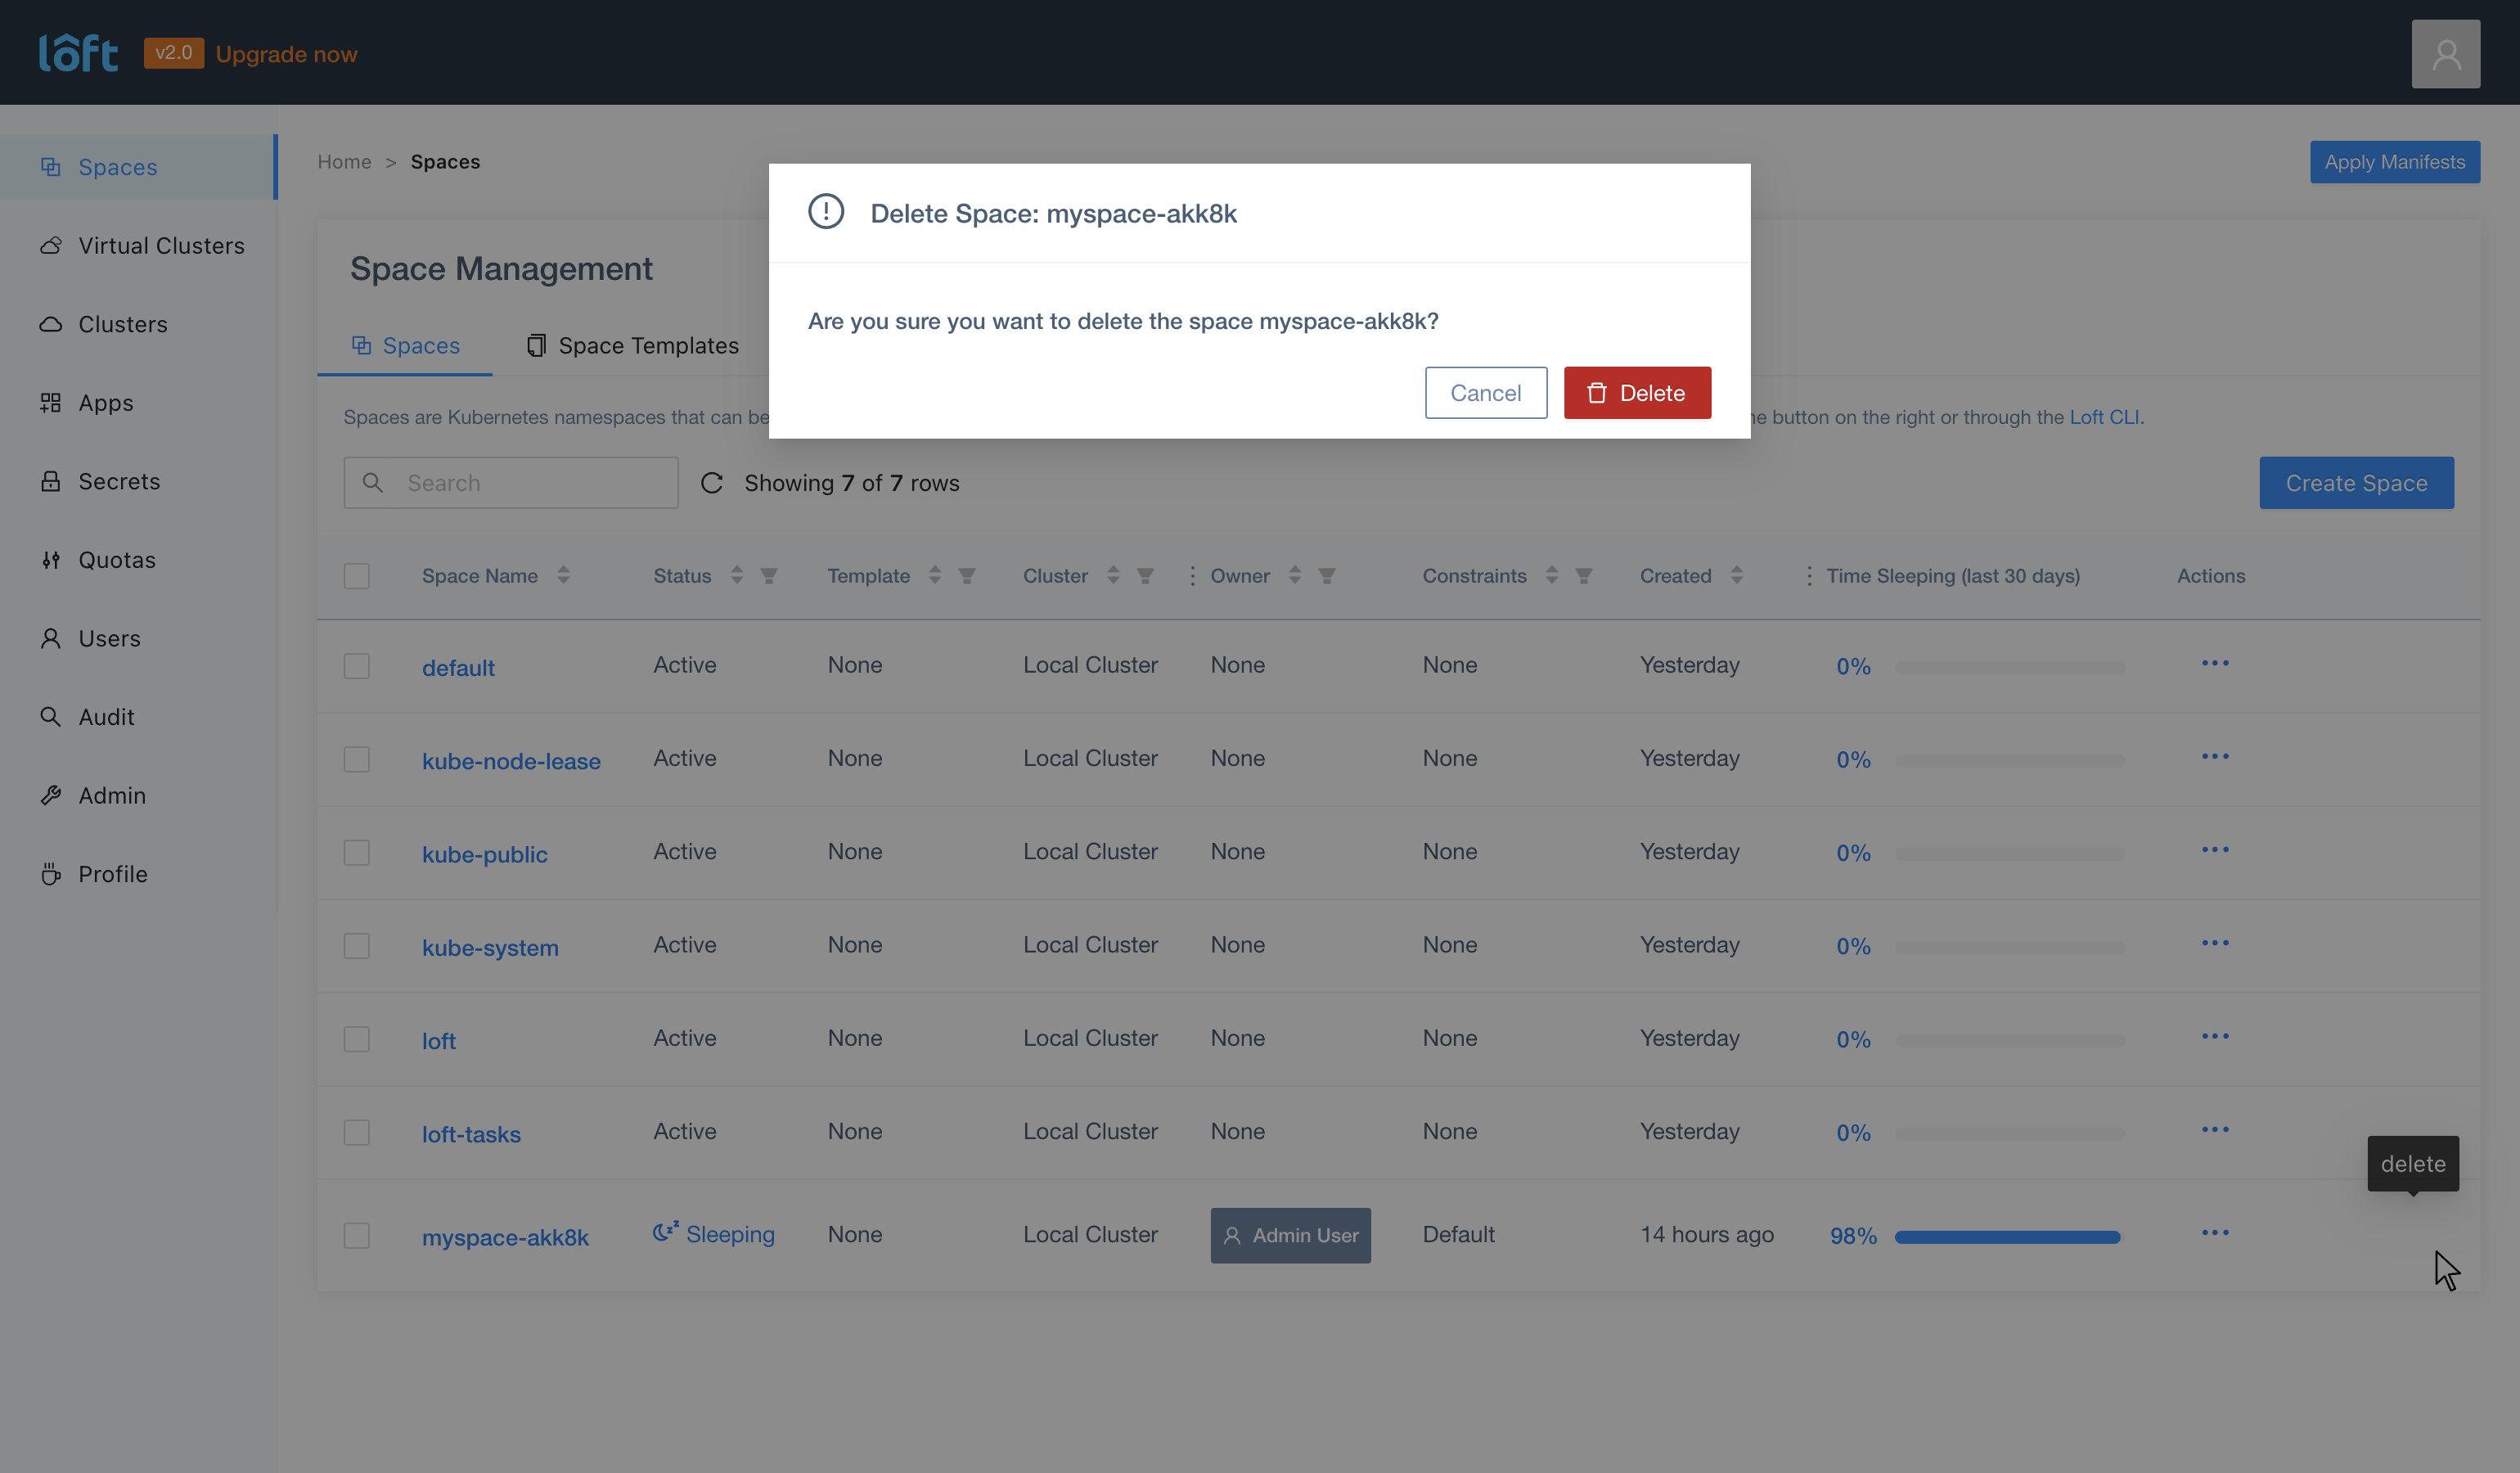 lôft v2.0 Upgrade now
Home > Spaces
Apply Manifests
Spaces
Virtual Clusters
Clusters
Apps
Secrets
Quotas
Users
Audit
Admin
Profile
Delete Space: myspace-akk8k
Are you sure you want to delete the space myspace-akk8k?
Cancel Delete
Space Management
Spaces Space Templates
Spaces are Kubernetes namespaces that can be
e button on the right or through the Loft CLI.
Search Showing 7 of 7 rows Create Space
Space Name Status Template Cluster Owner Constraints Created Time Sleeping (last 30 days) Actions
default Active None Local Cluster None None Yesterday 0%
kube-node-lease Active None Local Cluster None None Yesterday 0%
kube-public Active None Local Cluster None None Yesterday 0%
kube-system Active None Local Cluster None None Yesterday 0%
loft Active None Local Cluster None None Yesterday 0%
loft-tasks Active None Local Cluster None None Yesterday 0%
delete
myspace-akk8k Sleeping None Local Cluster Admin User Default 14 hours ago 98%